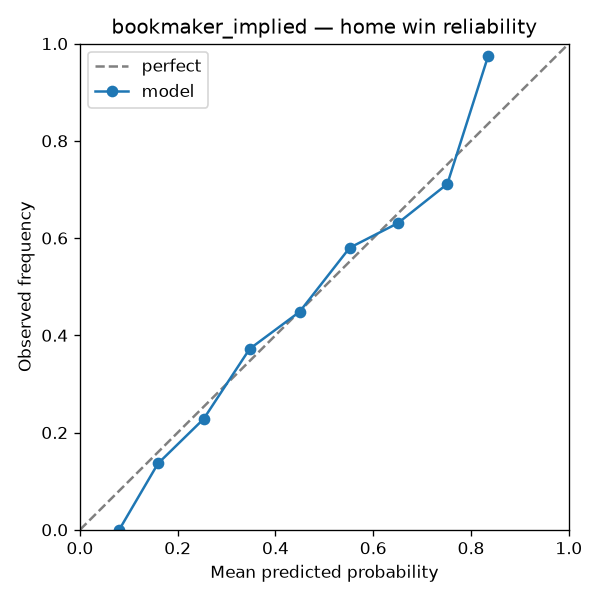 bookmaker_implied — home win reliability
perfect
model
1.0
0.8
0.6
0.4
0.2
0.0
Observed frequency
0.0 0.2 0.4 0.6 0.8 1.0
Mean predicted probability